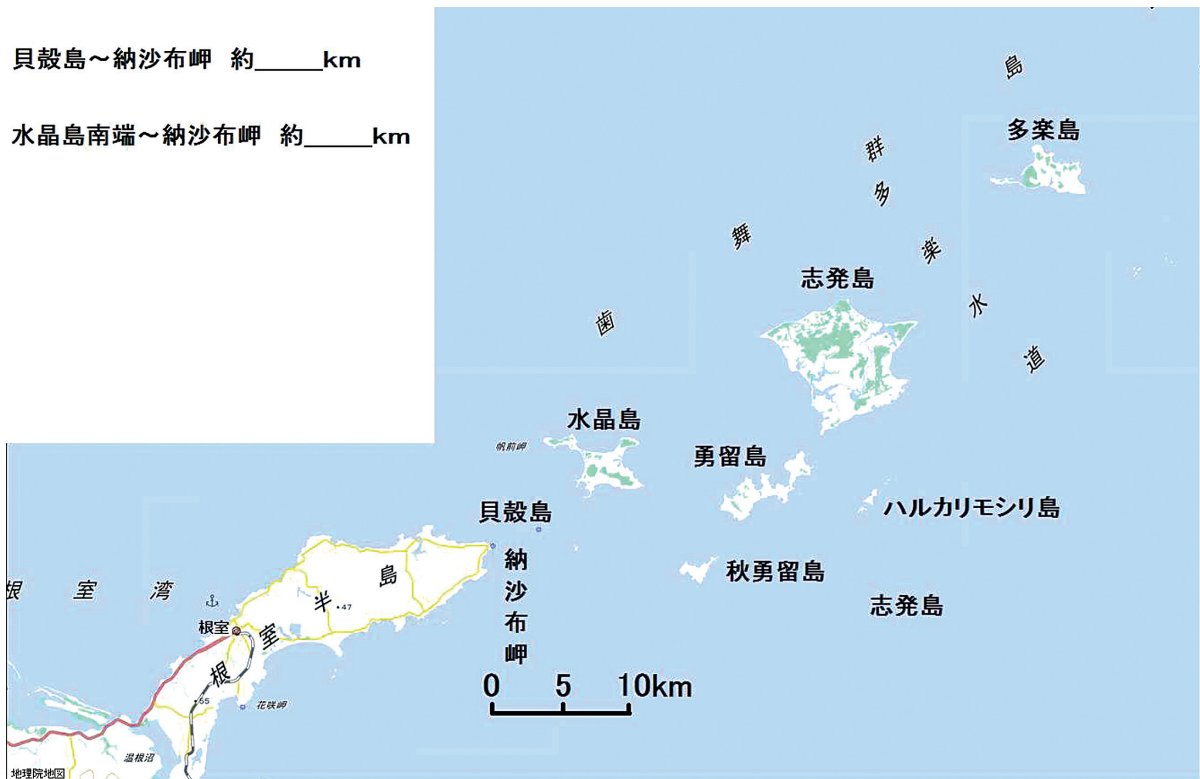 貝殻島～納沙布岬 約_____km
水晶島南端～納沙布岬 約_____km
歯舞群島
多楽島
多楽水道
志発島
水晶島
帆前岬
勇留島
貝殻島
ハルカリモシリ島
納沙布岬
秋勇留島
志発島
根室湾
根室半島
・47
根室
0 5 10km
・55
花咲岬
温根沼
地理院地図